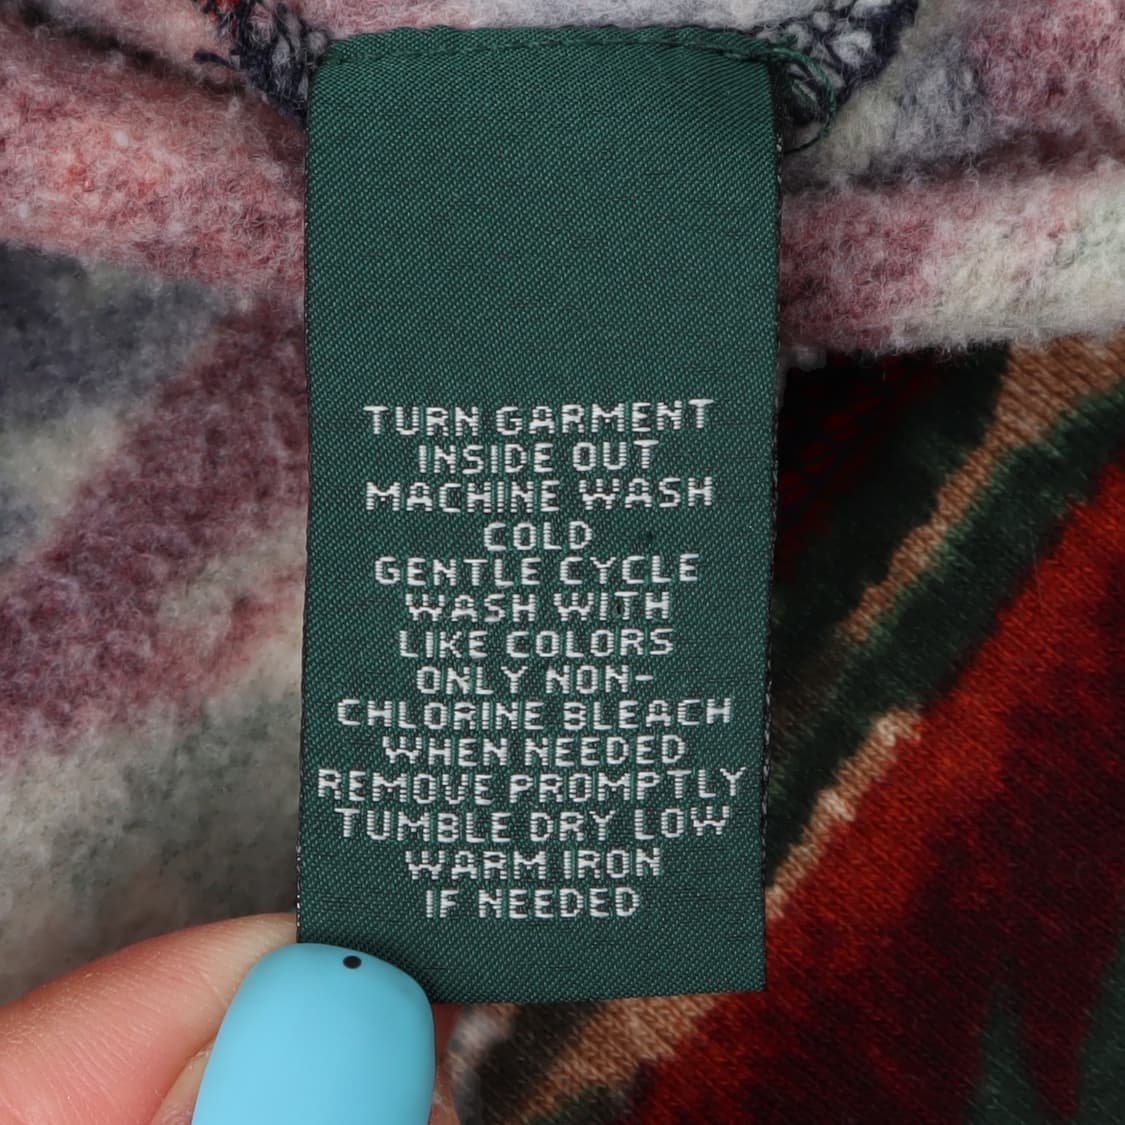 TURN GARMENT
INSIDE OUT
MACHINE WASH
COLD
GENTLE CYCLE
WASH WITH
LIKE COLORS
ONLY NON-
CHLORINE BLEACH
WHEN NEEDED
REMOVE PROMPTLY
TUMBLE DRY LOW
WARM IRON
IF NEEDED